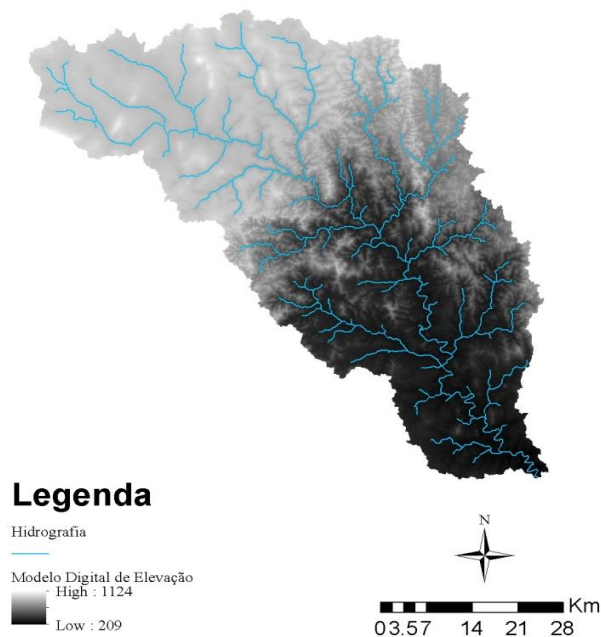 Legenda
Hidrografia
Modelo Digital de Elevação
High : 1124
Low : 209
N
Km
0 3.5 7 14 21 28